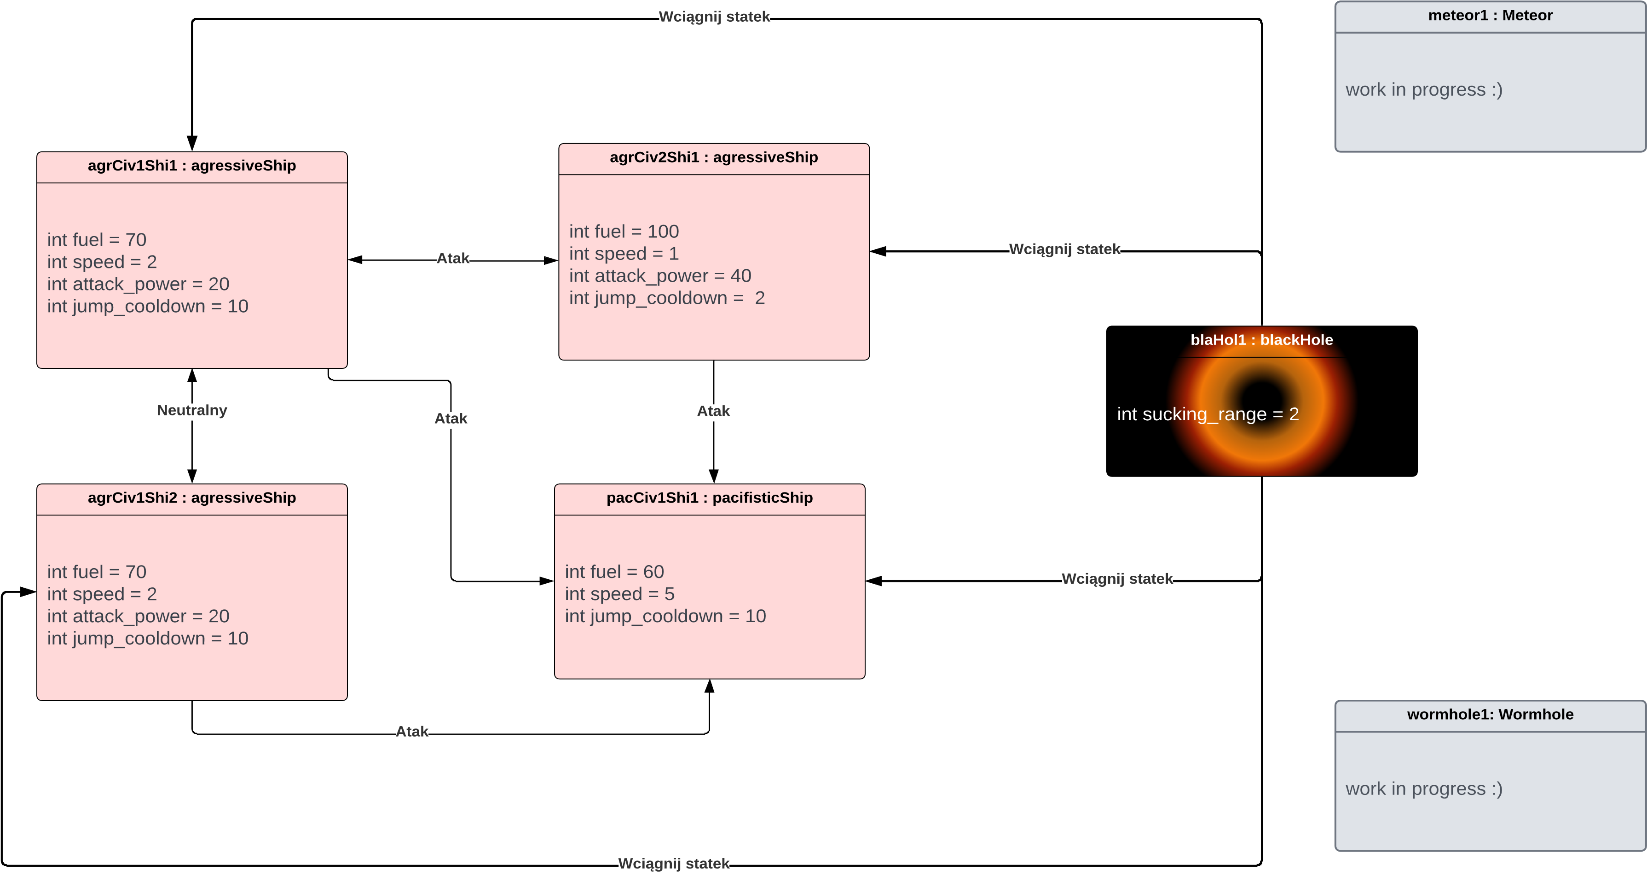 Wciągnij statek
meteor1 : Meteor
work in progress :)
agrCiv1Shi1 : agressiveShip
int fuel = 70
int speed = 2
int attack_power = 20
int jump_cooldown = 10
Atak
agrCiv2Shi1 : agressiveShip
int fuel = 100
int speed = 1
int attack_power = 40
int jump_cooldown =  2
Wciągnij statek
blaHol1 : blackHole
int sucking_range = 2
Neutralny
Atak
Atak
agrCiv1Shi2 : agressiveShip
int fuel = 70
int speed = 2
int attack_power = 20
int jump_cooldown = 10
pacCiv1Shi1 : pacifisticShip
int fuel = 60
int speed = 5
int jump_cooldown = 10
Wciągnij statek
Atak
wormhole1: Wormhole
work in progress :)
Wciągnij statek